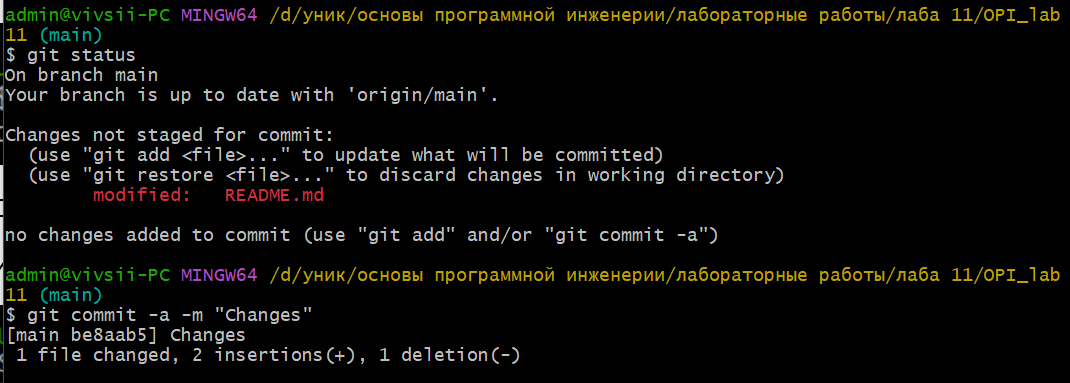 admin@vivsii-PC MINGW64 /d/уник/основы программной инженерии/лабораторные работы/лаба 11/OPI_lab
11 (main)
$ git status
On branch main
Your branch is up to date with 'origin/main'.
Changes not staged for commit:
  (use "git add <file>..." to update what will be committed)
  (use "git restore <file>..." to discard changes in working directory)
        modified:   README.md
no changes added to commit (use "git add" and/or "git commit -a")
admin@vivsii-PC MINGW64 /d/уник/основы программной инженерии/лабораторные работы/лаба 11/OPI_lab
11 (main)
$ git commit -a -m "Changes"
[main be8aab5] Changes
 1 file changed, 2 insertions(+), 1 deletion(-)